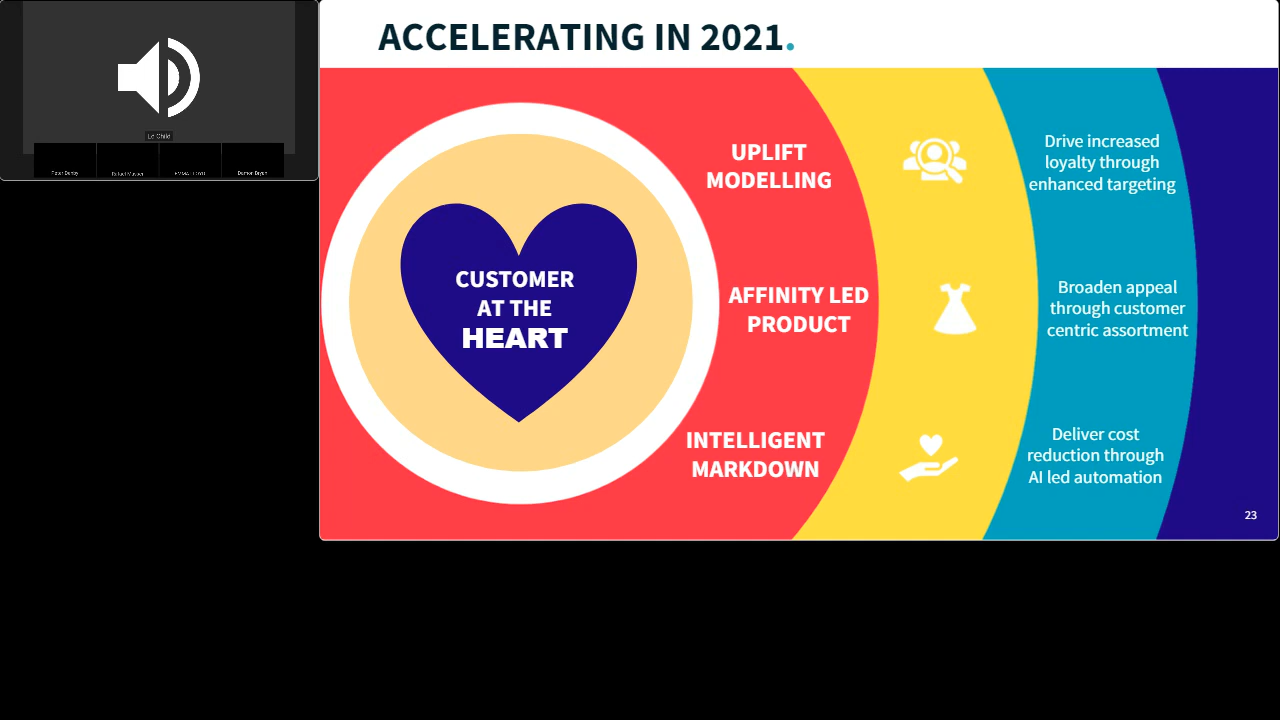 ACCELERATING IN 2021.
CUSTOMER
AT THE
HEART
UPLIFT
MODELLING
Drive increased
loyalty through
enhanced targeting
AFFINITY LED
PRODUCT
Broaden appeal
through customer
centric assortment
INTELLIGENT
MARKDOWN
Deliver cost
reduction through
AI led automation
23